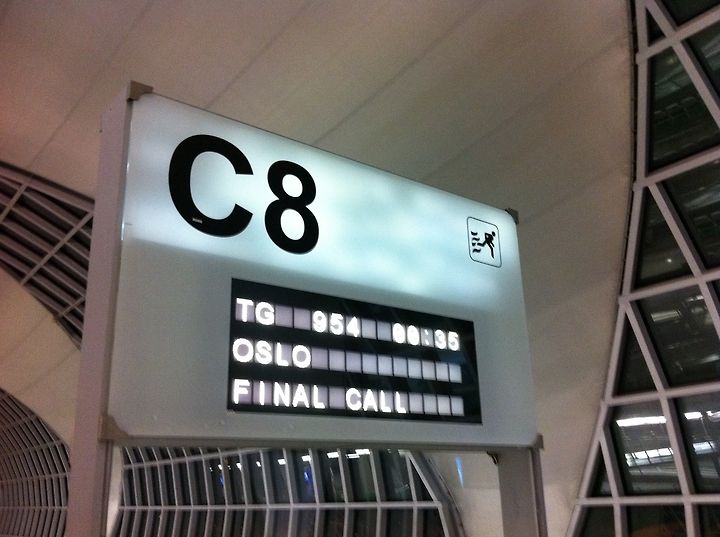 C8
TG 954 00:35
OSLO
FINAL CALL